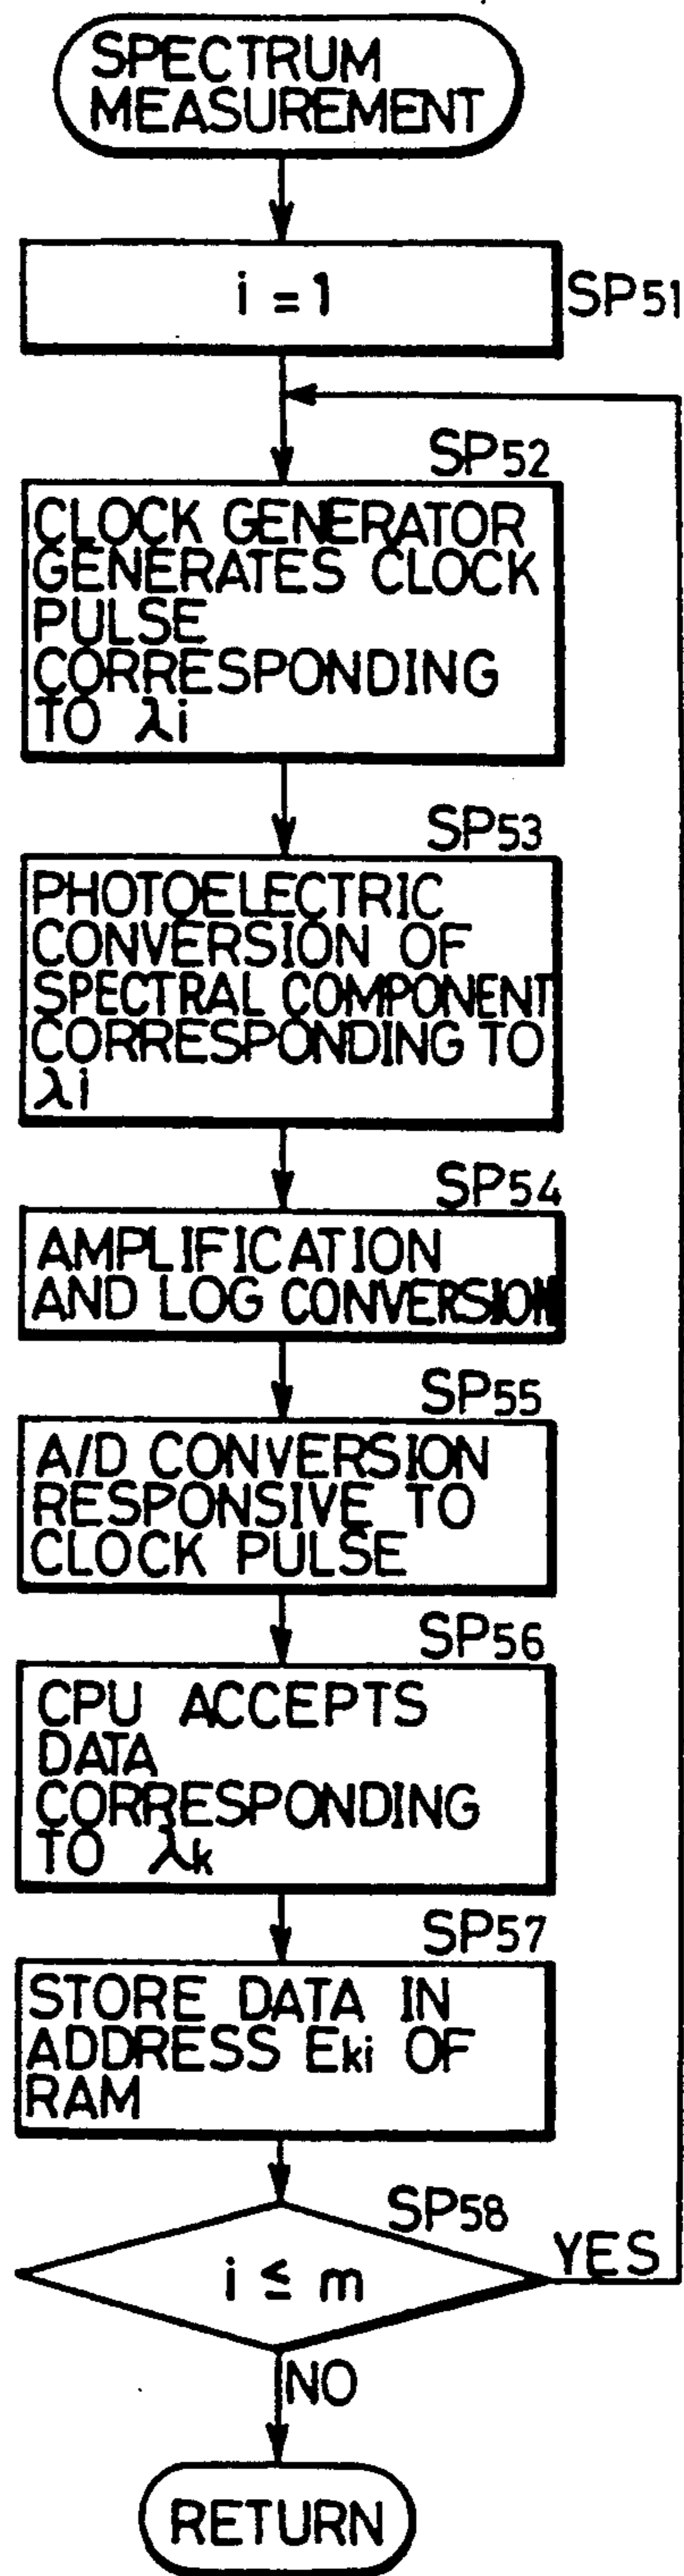 SPECTRUM
MEASUREMENT
i = 1
SP51
SP52
CLOCK GENERATOR
GENERATES CLOCK
PULSE
CORRESPONDING
TO λi
SP53
PHOTOELECTRIC
CONVERSION OF
SPECTRAL COMPONENT
CORRESPONDING TO
λi
SP54
AMPLIFICATION
AND LOG CONVERSION
SP55
A/D CONVERSION
RESPONSIVE TO
CLOCK PULSE
SP56
CPU ACCEPTS
DATA
CORRESPONDING
TO λk
SP57
STORE DATA IN
ADDRESS Eki OF
RAM
SP58
i ≤ m
YES
NO
RETURN